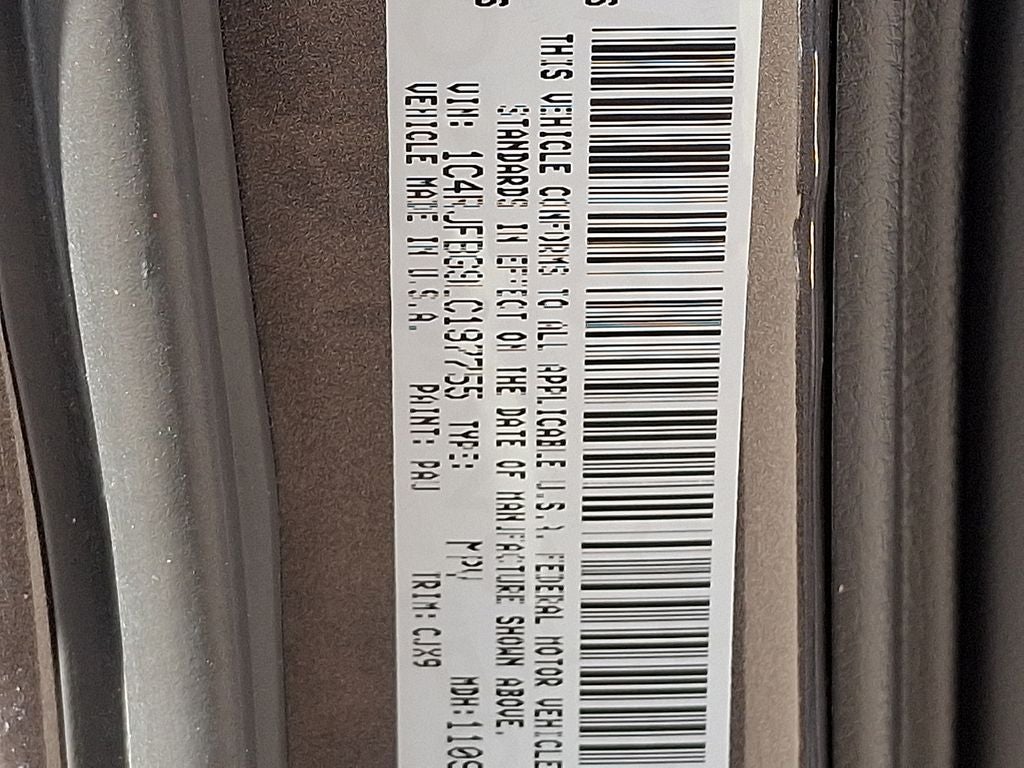 THIS VEHICLE CONFORMS TO ALL APPLICABLE U.S.A. FEDERAL MOTOR VEHICLE
STANDARDS IN EFFECT ON THE DATE OF MANUFACTURE SHOWN ABOVE.
VIN: 1C4RJFBG9LC197755 TYPE: MPV MDH: 1109
VEHICLE MADE IN U.S.A. PAINT: PAU TRIM: CJX9